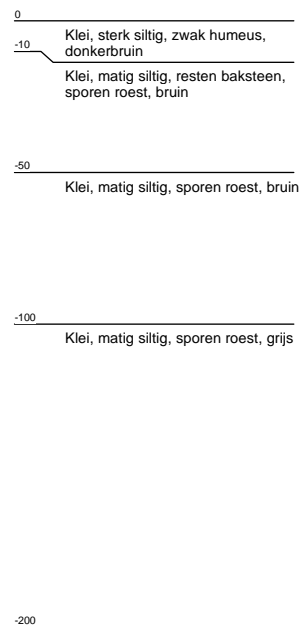 0
Klei, sterk siltig, zwak humeus,
donkerbruin
-10
Klei, matig siltig, resten baksteen,
sporen roest, bruin
-50
Klei, matig siltig, sporen roest, bruin
-100
Klei, matig siltig, sporen roest, grijs
-200